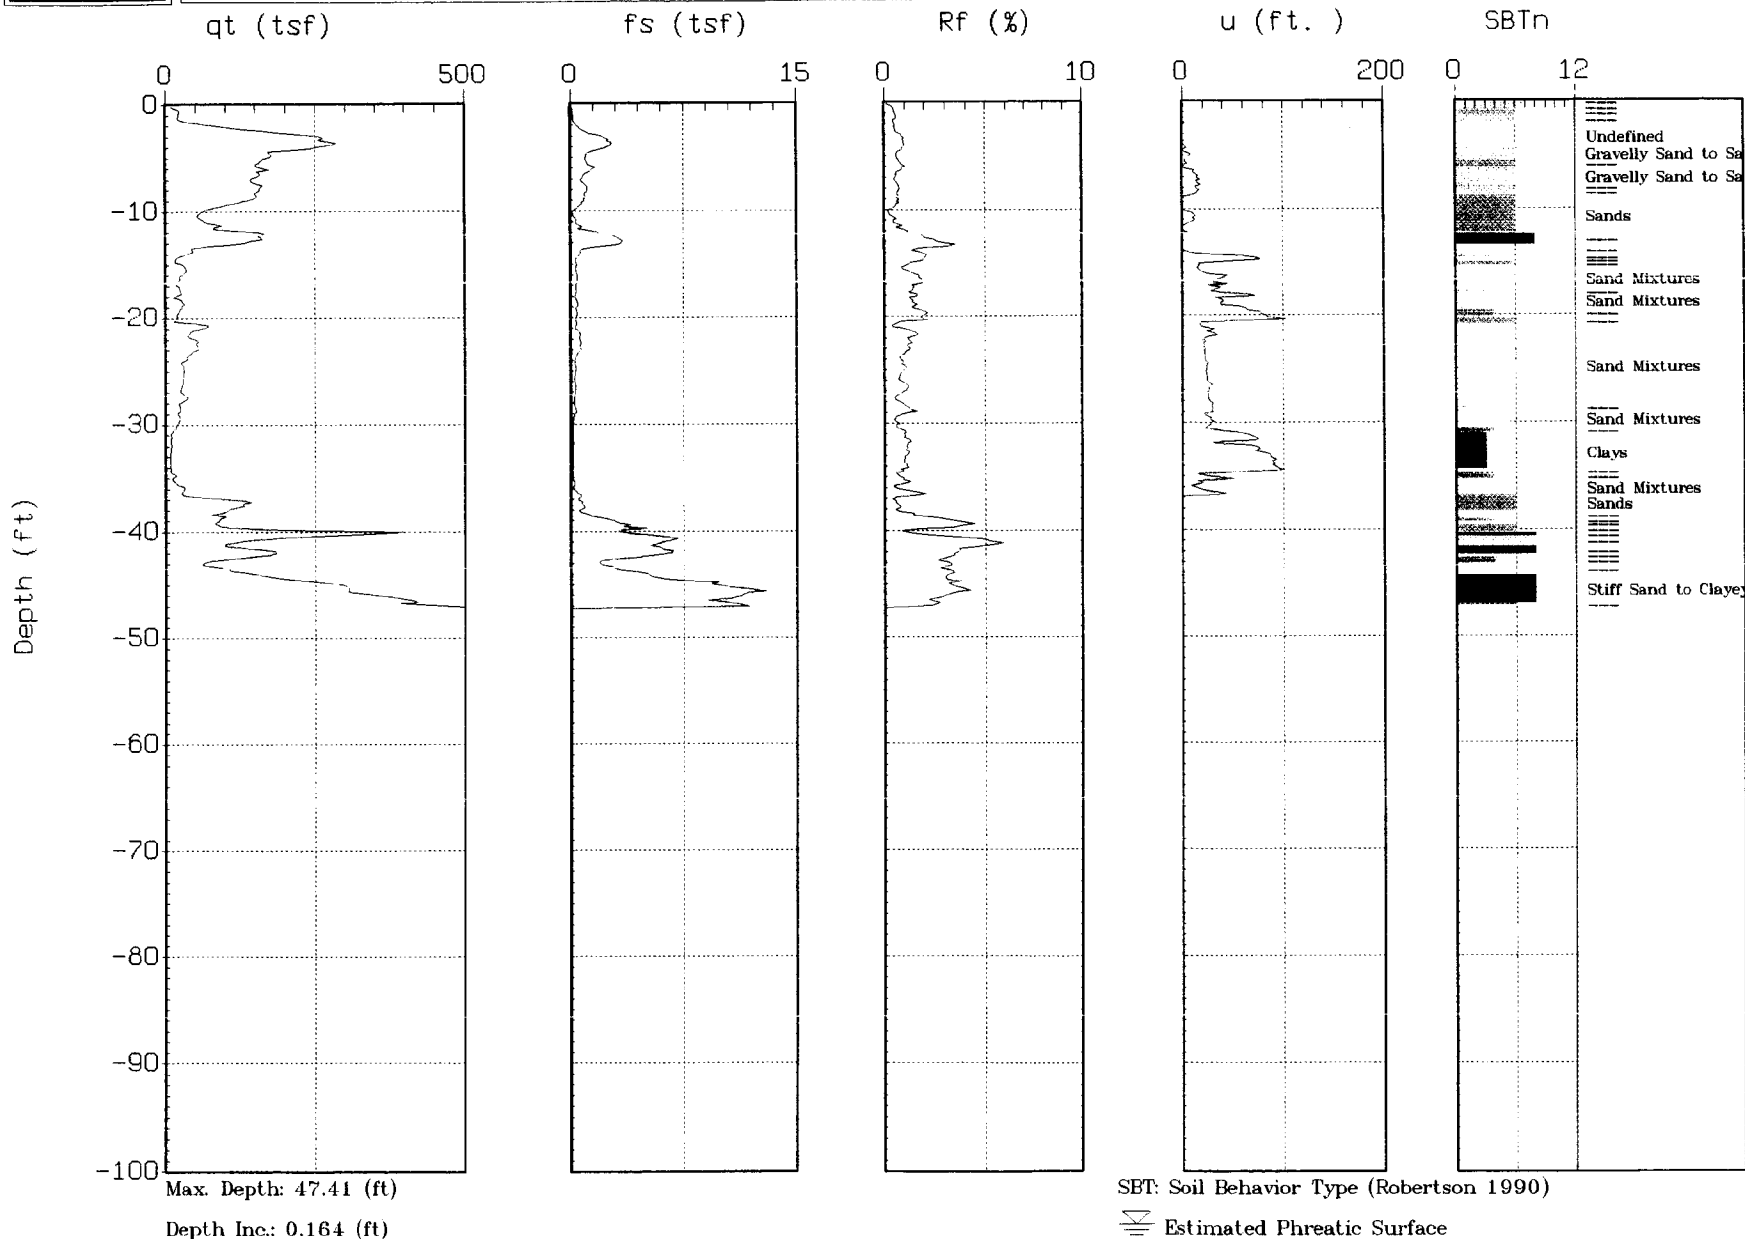 qt (tsf) fs (tsf) Rf (%) u (ft. ) SBTn
0 500 0 15 0 10 0 200 0 12
0
-10
-20
-30
-40
-50
-60
-70
-80
-90
-100
Depth (ft)
Undefined
Gravelly Sand to Sa
Gravelly Sand to Sa
Sands
Sand Mixtures
Sand Mixtures
Sand Mixtures
Sand Mixtures
Clays
Sand Mixtures
Sands
Stiff Sand to Clayey
Max. Depth: 47.41 (ft)
Depth Inc.: 0.164 (ft)
SBT: Soil Behavior Type (Robertson 1990)
Estimated Phreatic Surface